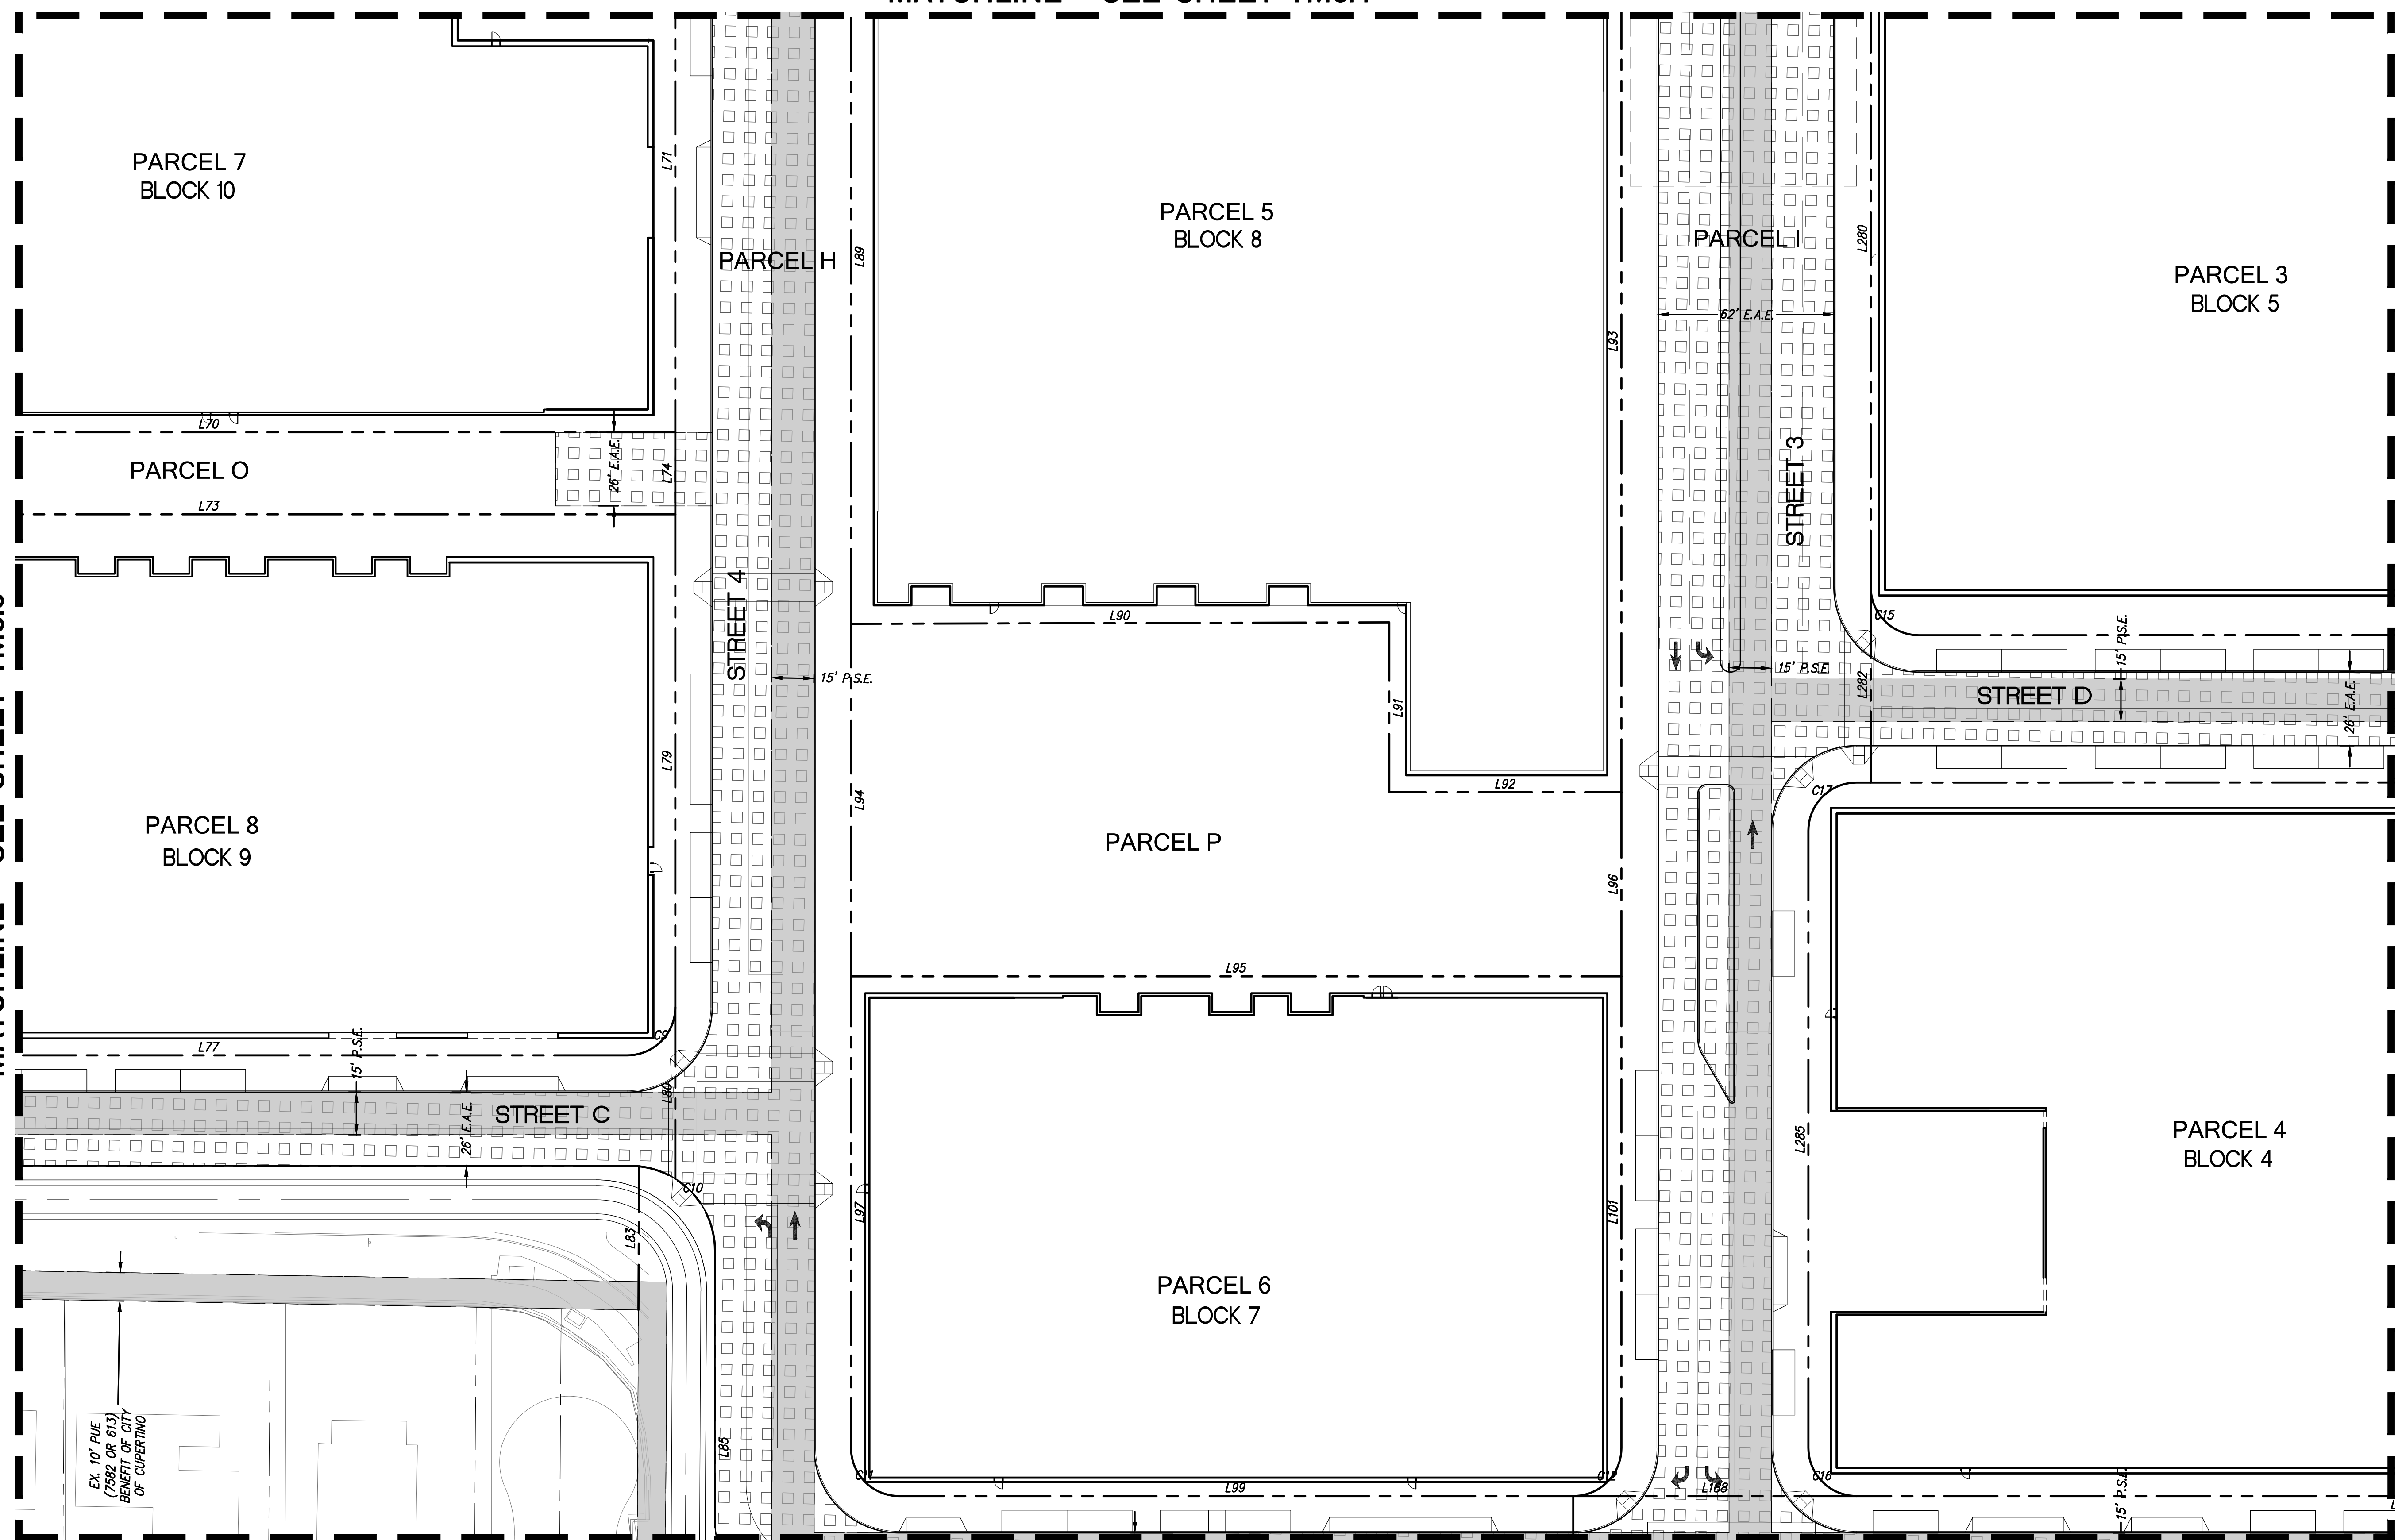 PARCEL 7
BLOCK 10
L71
PARCEL H
L89
PARCEL 5
BLOCK 8
L93
PARCEL I
62' E.A.E.
L280
PARCEL 3
BLOCK 5
STREET 3
L70
PARCEL O
26' E.A.E.
L74
L73
STREET 4
L90
15' P.S.E.
L91
L92
15' P.S.E.
C15
L282
STREET D
15' P.S.E.
26' E.A.E.
C17
PARCEL 8
BLOCK 9
L79
L94
PARCEL P
L96
L95
C9
L77
15' P.S.E.
L80
STREET C
26' E.A.E.
C10
L83
L97
PARCEL 6
BLOCK 7
L101
L285
PARCEL 4
BLOCK 4
EX. 10' PUE
(7582 OR 613)
BENEFIT OF CITY
OF CUPERTINO
L85
C11
L99
C12
L168
C16
15' P.S.E.